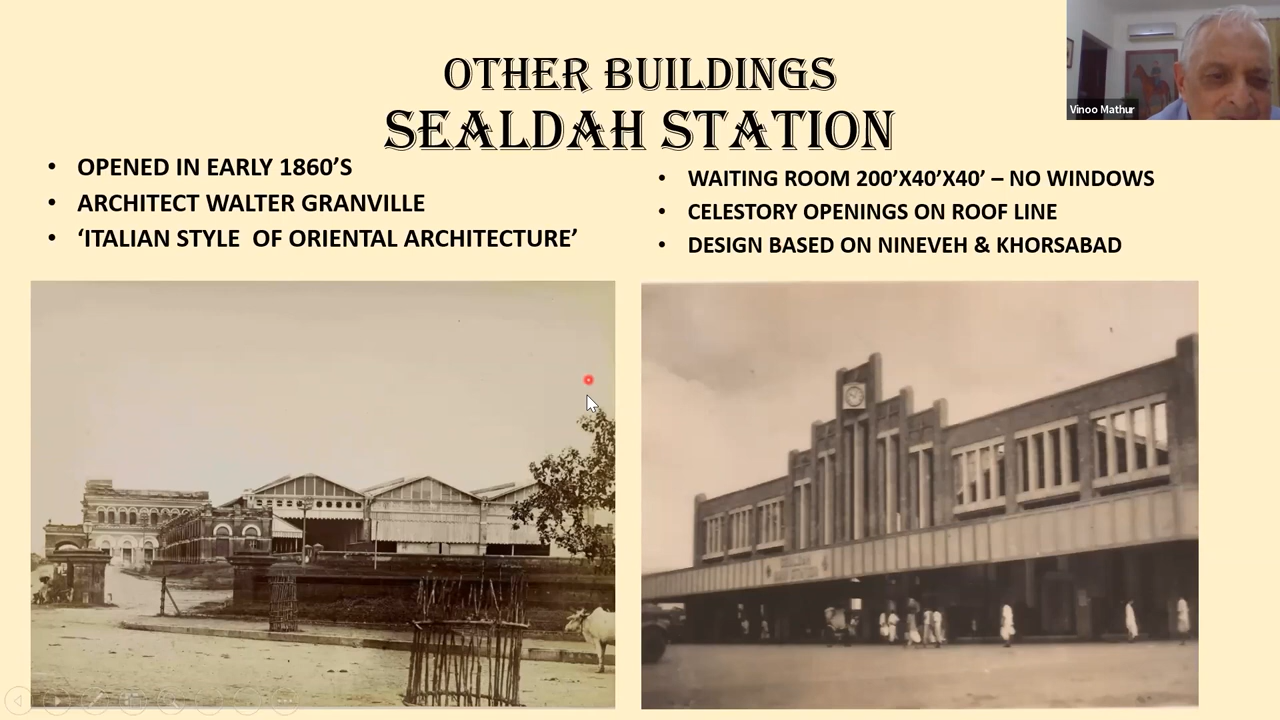 OTHER BUILDINGS
SEALDAH STATION
• OPENED IN EARLY 1860’S
• ARCHITECT WALTER GRANVILLE
• ‘ITALIAN STYLE OF ORIENTAL ARCHITECTURE’
• WAITING ROOM 200’X40’X40’ – NO WINDOWS
• CELESTORY OPENINGS ON ROOF LINE
• DESIGN BASED ON NINEVEH & KHORSABAD
Vinoo Mathur